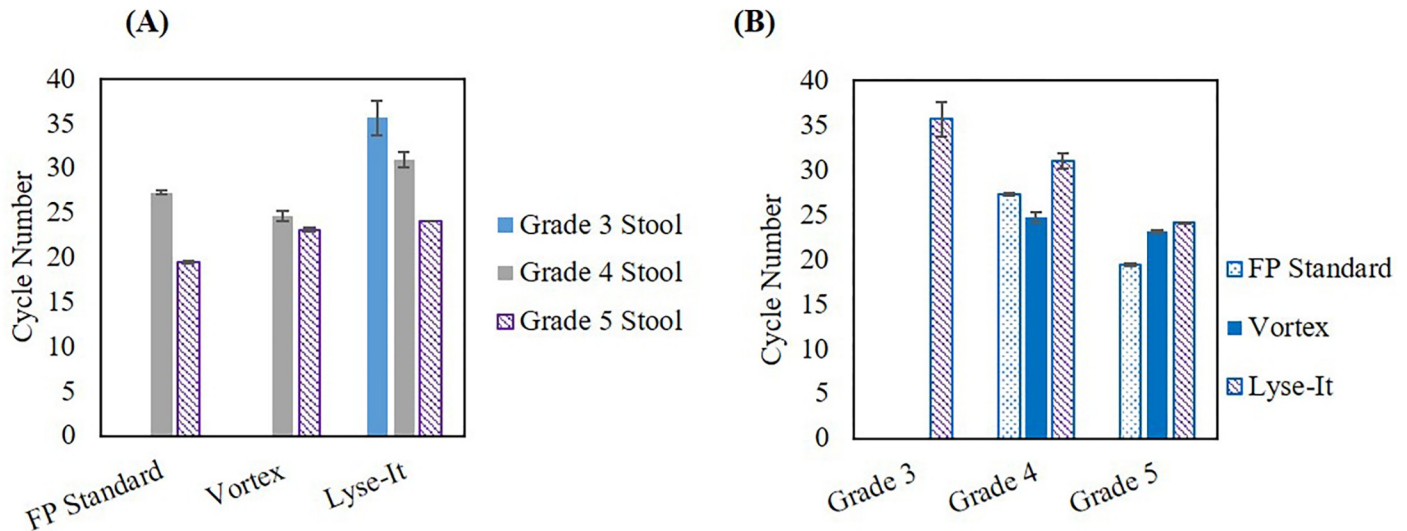 (A)
Cycle Number
40
35
30
25
20
15
10
5
0
FP Standard
Vortex
Lyse-It
Grade 3 Stool
Grade 4 Stool
Grade 5 Stool
(B)
Cycle Number
40
35
30
25
20
15
10
5
0
Grade 3
Grade 4
Grade 5
FP Standard
Vortex
Lyse-It